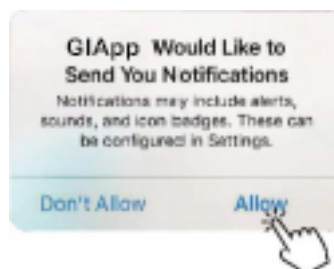 GIApp Would Like to
Send You Notifications
Notifications may include alerts,
sounds, and icon badges. These can
be configured in Settings.
Don't Allow Allow